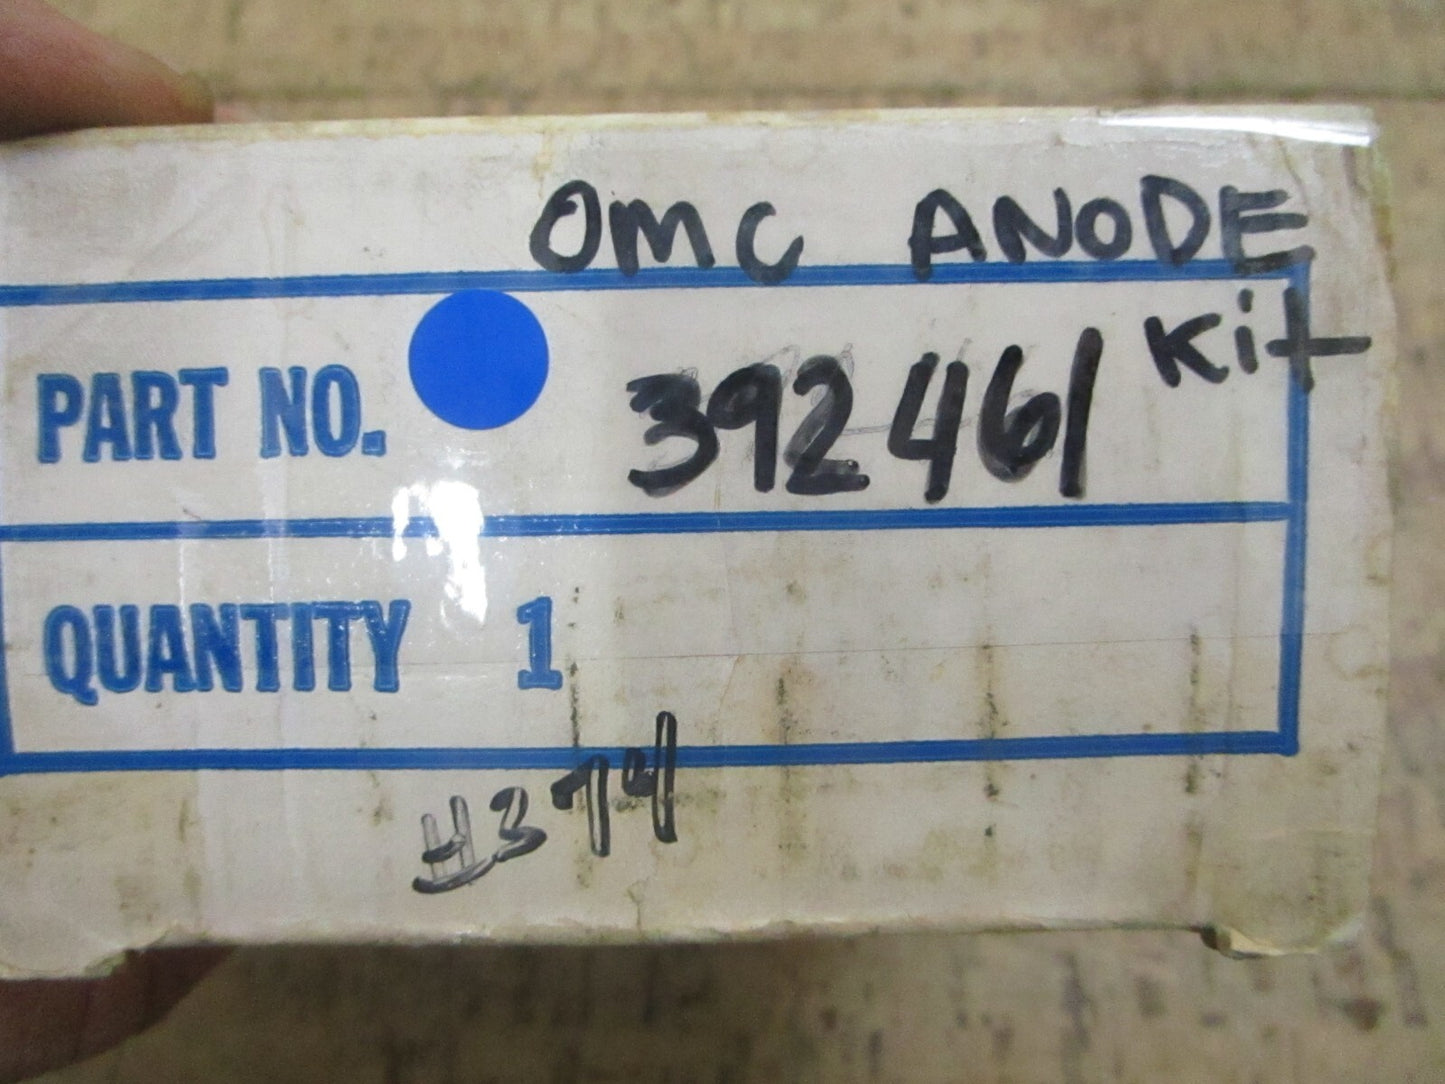 OMC ANODE
Kit
PART NO. 392461
QUANTITY 1
#374